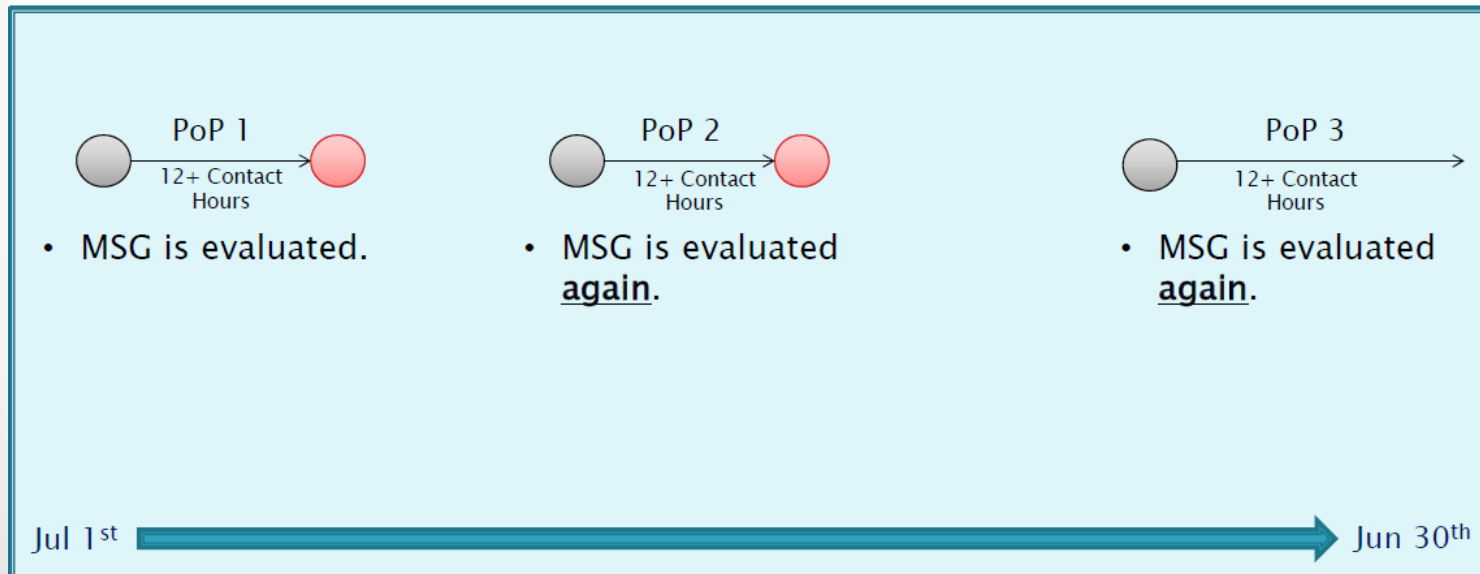 PoP 1
12+ Contact
Hours
• MSG is evaluated.
PoP 2
12+ Contact
Hours
• MSG is evaluated
again.
PoP 3
12+ Contact
Hours
• MSG is evaluated
again.
Jul 1st
Jun 30th